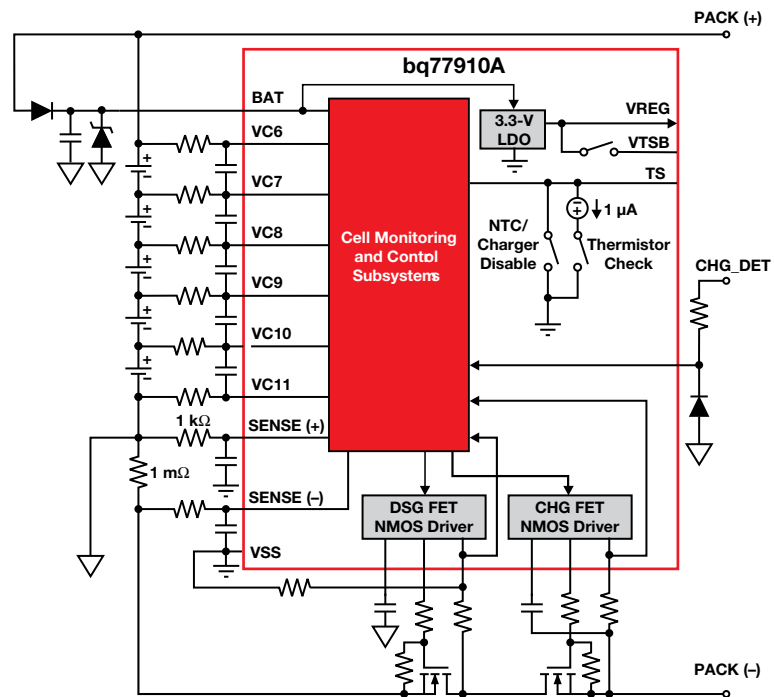 PACK (+)
bq77910A
BAT
3.3-V
LDO
VREG
VTSB
TS
VC6
VC7
VC8
VC9
VC10
VC11
Cell Monitoring
and Control
Subsystems
1 µA
NTC/
Charger
Disable
Thermistor
Check
CHG_DET
1 kΩ
SENSE (+)
1 mΩ
SENSE (–)
VSS
DSG FET
NMOS Driver
CHG FET
NMOS Driver
PACK (–)